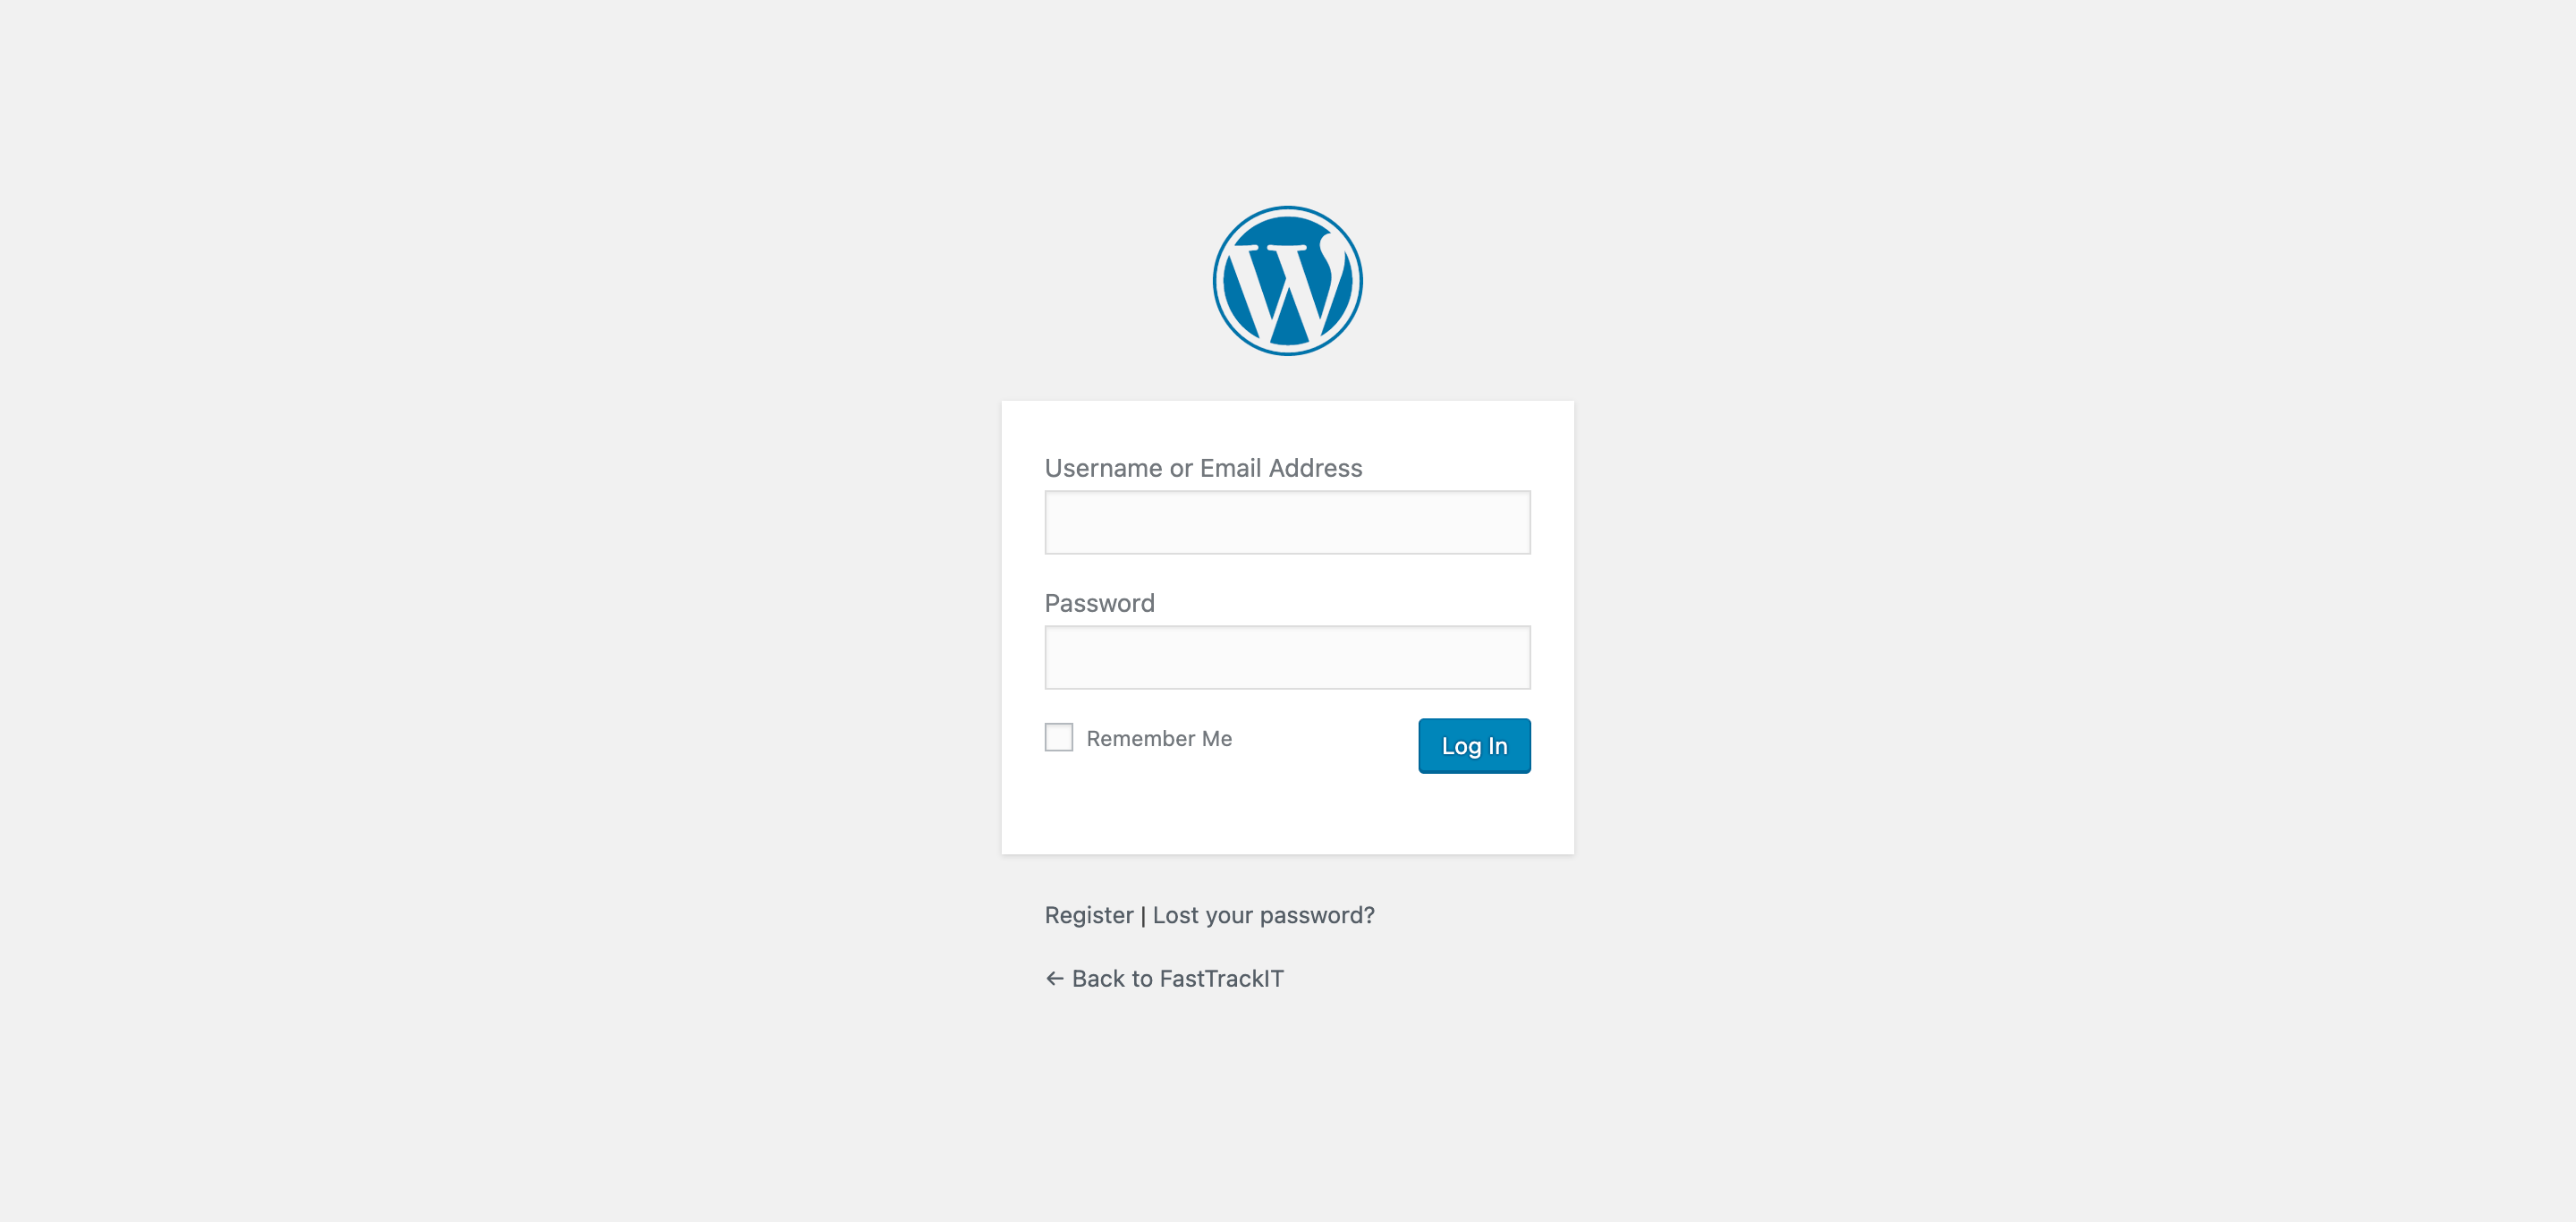 Username or Email Address
Password
Remember Me
Log In
Register | Lost your password?
← Back to FastTrackIT